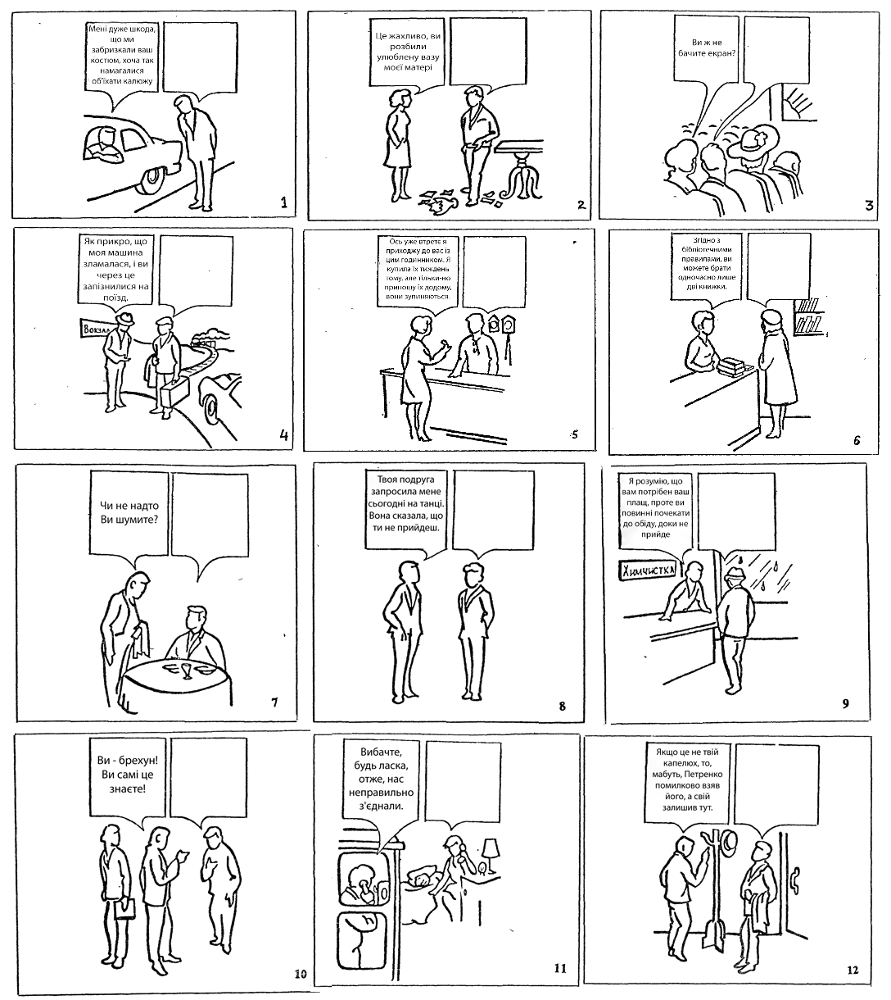 Мені дуже шкода,
що ми
забризкали ваш
костюм, хоча так
намагалися
об'їхати калюжу
1
Це жахливо, ви
розбили
улюблену вазу
моєї матері
2
Ви ж не
бачите екран?
3
Як прикро, що
моя машина
зламалася, і ви
через це
запізнилися на
поїзд.
Вокзал
4
Ось уже втретє я
приходжу до вас із
цим годинником. Я
купила їх тиждень
тому, але тільки-но
приношу їх додому,
вони зупиняються.
5
Згідно з
бібліотечними
правилами, ви
можете брати
одночасно лише
дві книжки.
6
Чи не надто
Ви шумите?
7
Твоя подруга
запросила мене
сьогодні на танці.
Вона сказала, що
ти не прийдеш.
8
Я розумію, що
вам потрібен ваш
плащ, проте ви
повинні почекати
до обіду, доки не
прийде
Химчистка
9
Ви - брехун!
Ви самі це
знаєте!
10
Вибачте,
будь ласка,
отже, нас
неправильно
з'єднали.
11
Якщо це не твій
капелюх, то,
мабуть, Петренко
помилково взяв
його, а свій
залишив тут.
12